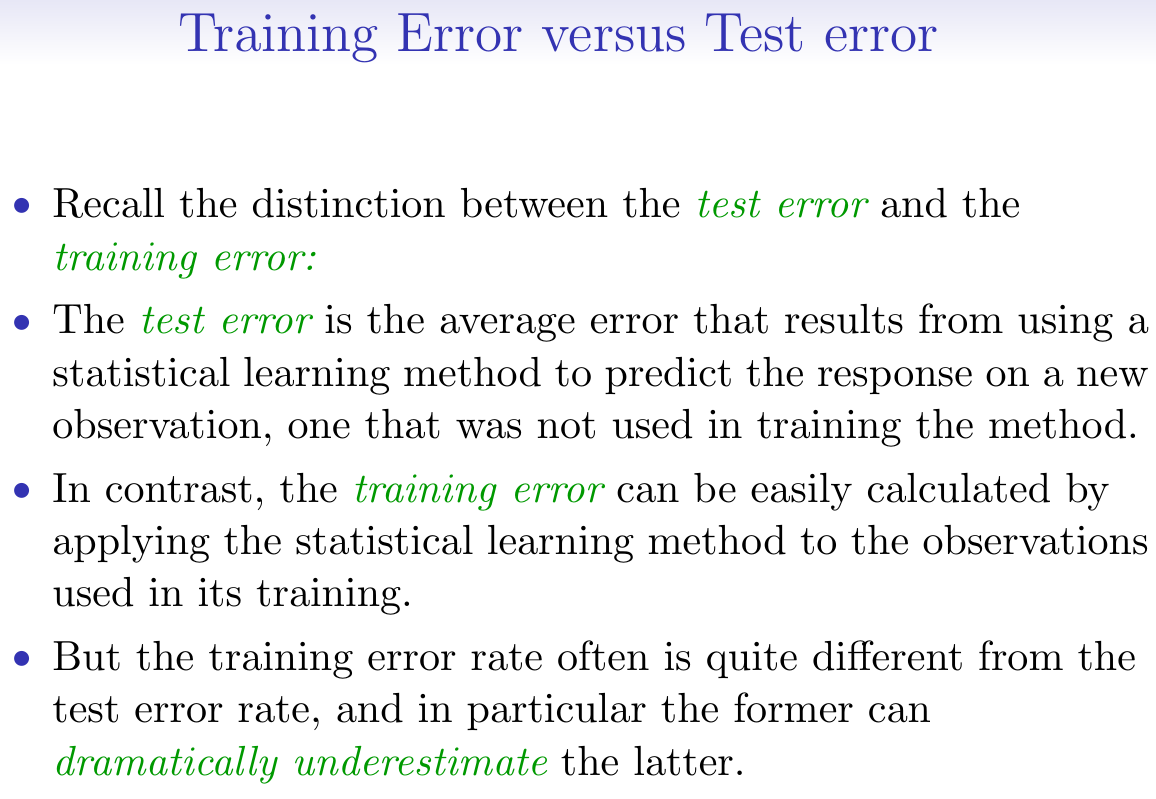 Training Error versus Test error
• Recall the distinction between the test error and the
training error:
• The test error is the average error that results from using a
statistical learning method to predict the response on a new
observation, one that was not used in training the method.
• In contrast, the training error can be easily calculated by
applying the statistical learning method to the observations
used in its training.
• But the training error rate often is quite different from the
test error rate, and in particular the former can
dramatically underestimate the latter.